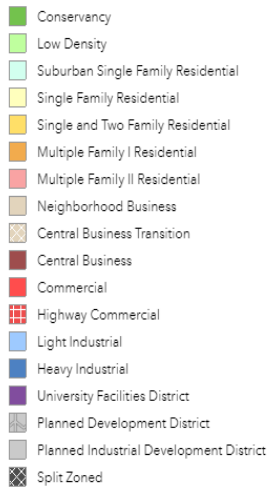 Conservancy
Low Density
Suburban Single Family Residential
Single Family Residential
Single and Two Family Residential
Multiple Family I Residential
Multiple Family II Residential
Neighborhood Business
Central Business Transition
Central Business
Commercial
Highway Commercial
Light Industrial
Heavy Industrial
University Facilities District
Planned Development District
Planned Industrial Development District
Split Zoned